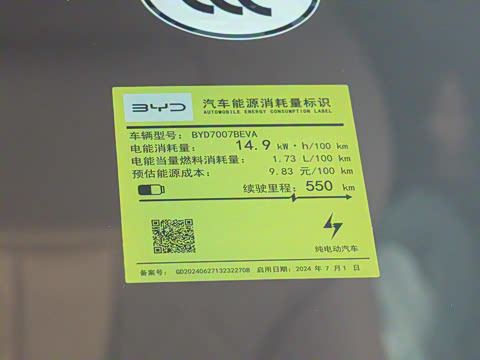 BYD 汽车能源消耗量标识
AUTOMOBILE ENERGY CONSUMPTION LABEL
车辆型号: BYD7007BEVA
电能消耗量: 14.9 kW·h/100 km
电能当量燃料消耗量: 1.73 L/100 km
预估能源成本: 9.83 元/100 km
续驶里程: 550 km
纯电动汽车
备案号: GD20240627132322708 启用日期: 2024 年 7 月 1 日